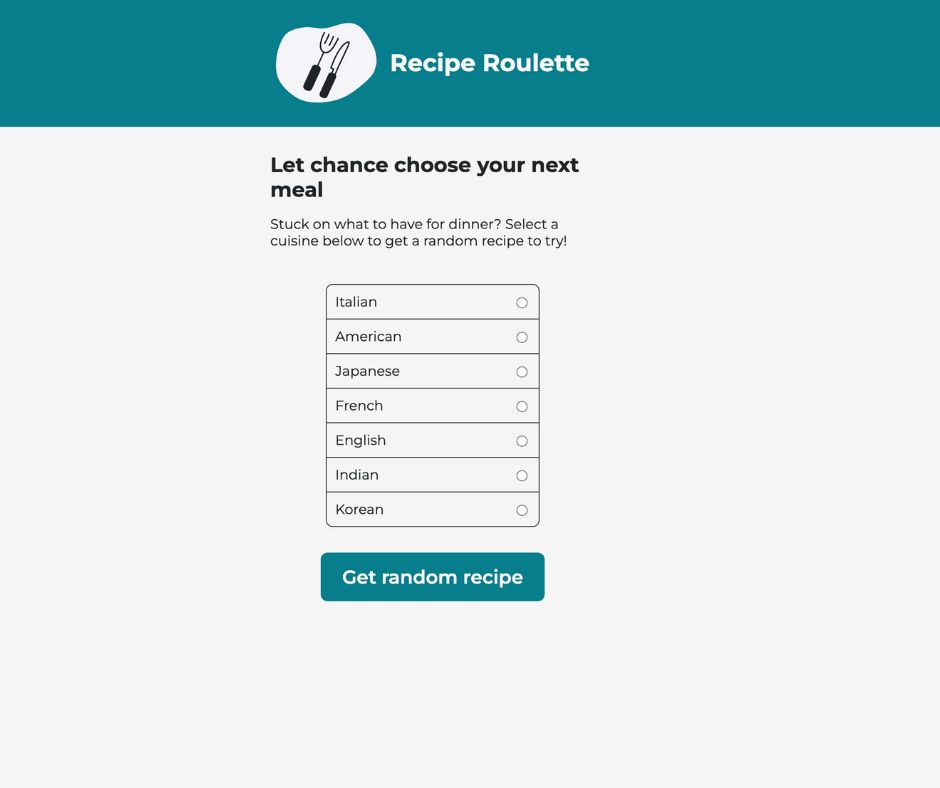 Recipe Roulette
Let chance choose your next
meal
Stuck on what to have for dinner? Select a
cuisine below to get a random recipe to try!
Italian
American
Japanese
French
English
Indian
Korean
Get random recipe